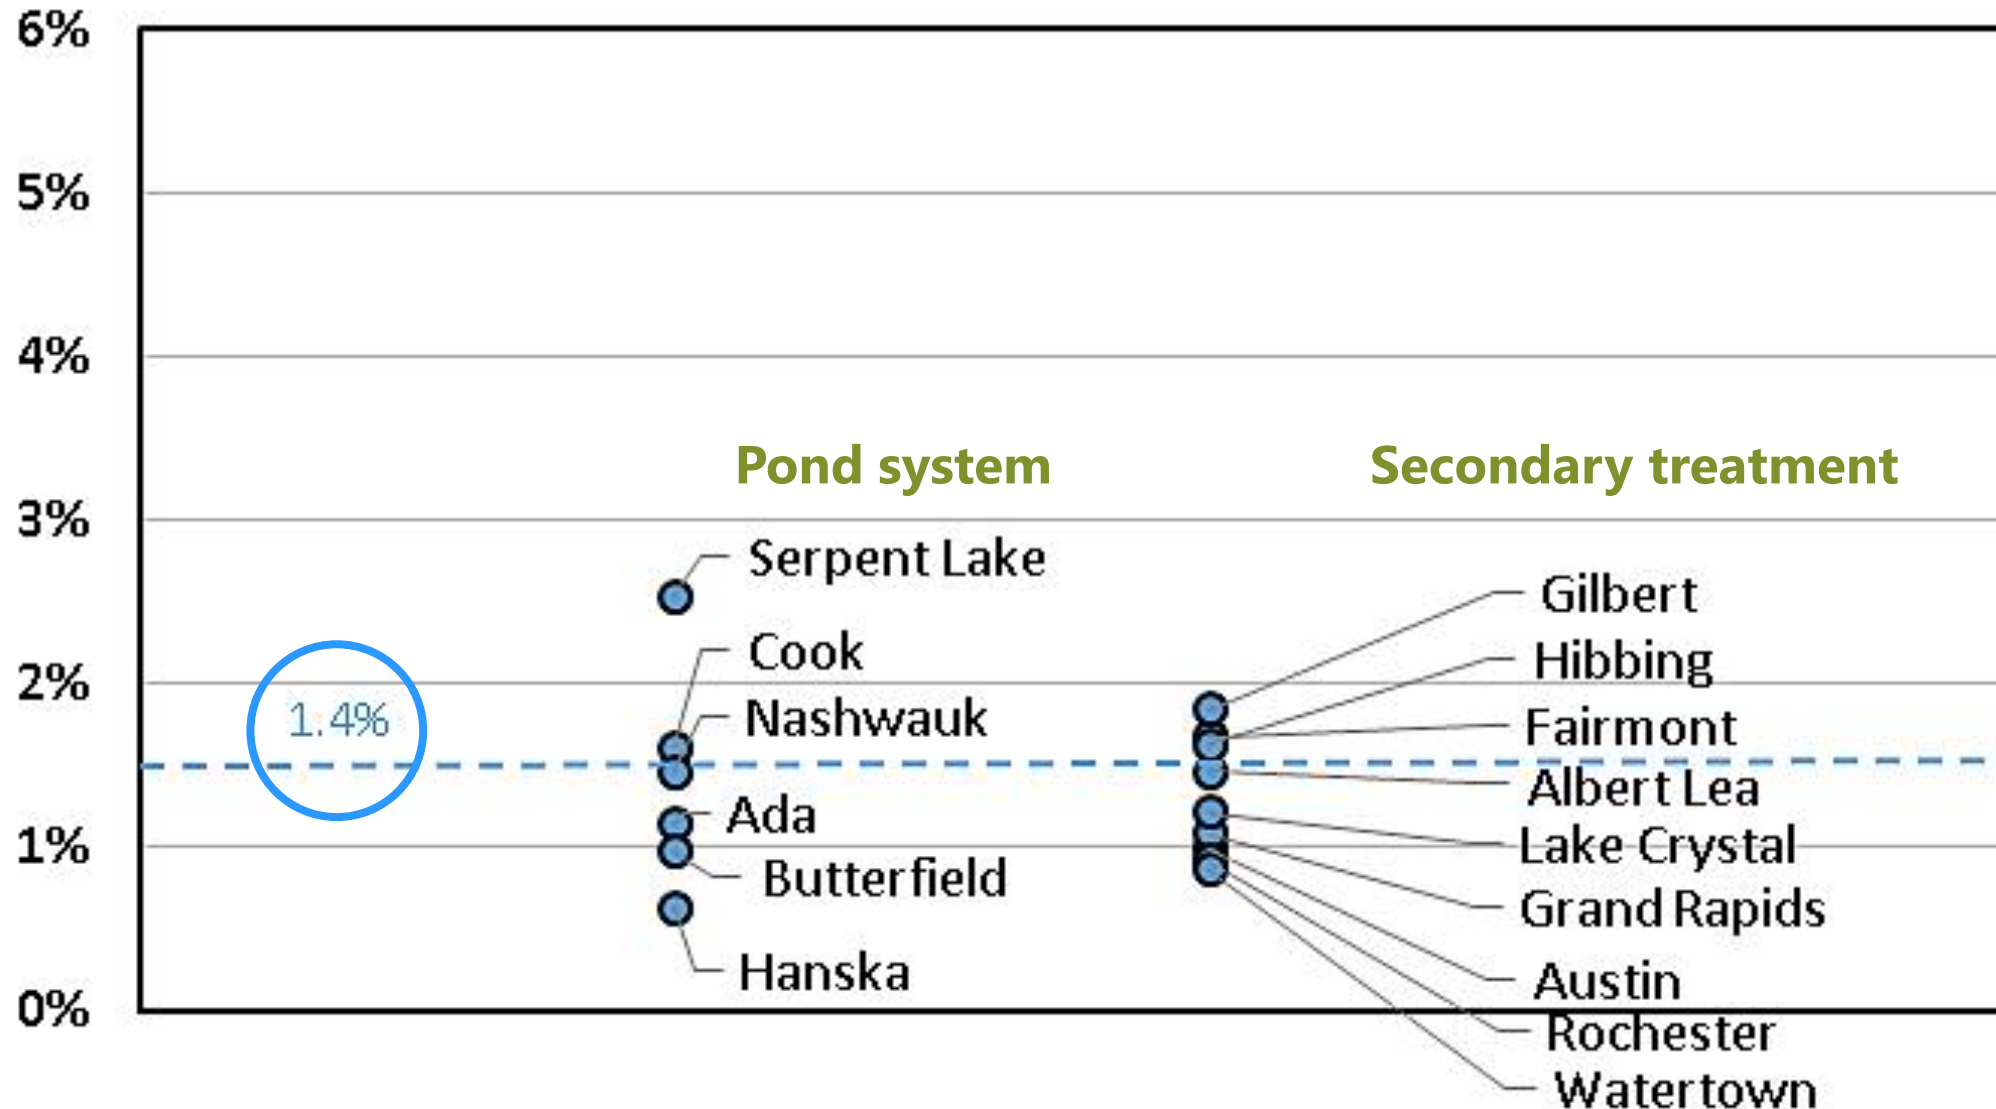 6%
5%
4%
Pond system
Secondary treatment
3%
Serpent Lake
Gilbert
Cook
Hibbing
2%
1.4%
Nashwauk
Fairmont
Albert Lea
Ada
Lake Crystal
1%
Butterfield
Grand Rapids
Hanska
Austin
0%
Rochester
Watertown